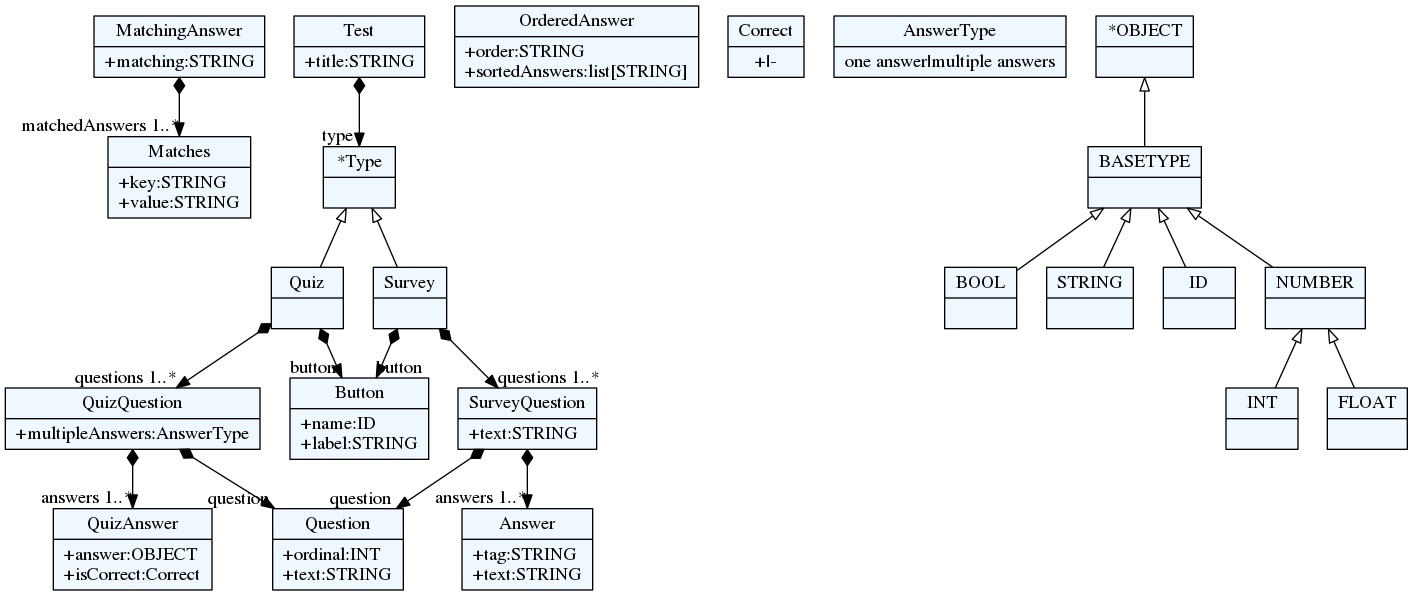 MatchingAnswer
+matching:STRING
Test
+title:STRING
OrderedAnswer
+order:STRING
+sortedAnswers:list[STRING]
Correct
+|-
AnswerType
one answer|multiple answers
*OBJECT
matchedAnswers 1..*
Matches
+key:STRING
+value:STRING
type
*Type
BASETYPE
Quiz
Survey
BOOL
STRING
ID
NUMBER
questions 1..*
button
button
questions 1..*
QuizQuestion
+multipleAnswers:AnswerType
Button
+name:ID
+label:STRING
SurveyQuestion
+text:STRING
INT
FLOAT
answers 1..*
question
question
answers 1..*
QuizAnswer
+answer:OBJECT
+isCorrect:Correct
Question
+ordinal:INT
+text:STRING
Answer
+tag:STRING
+text:STRING